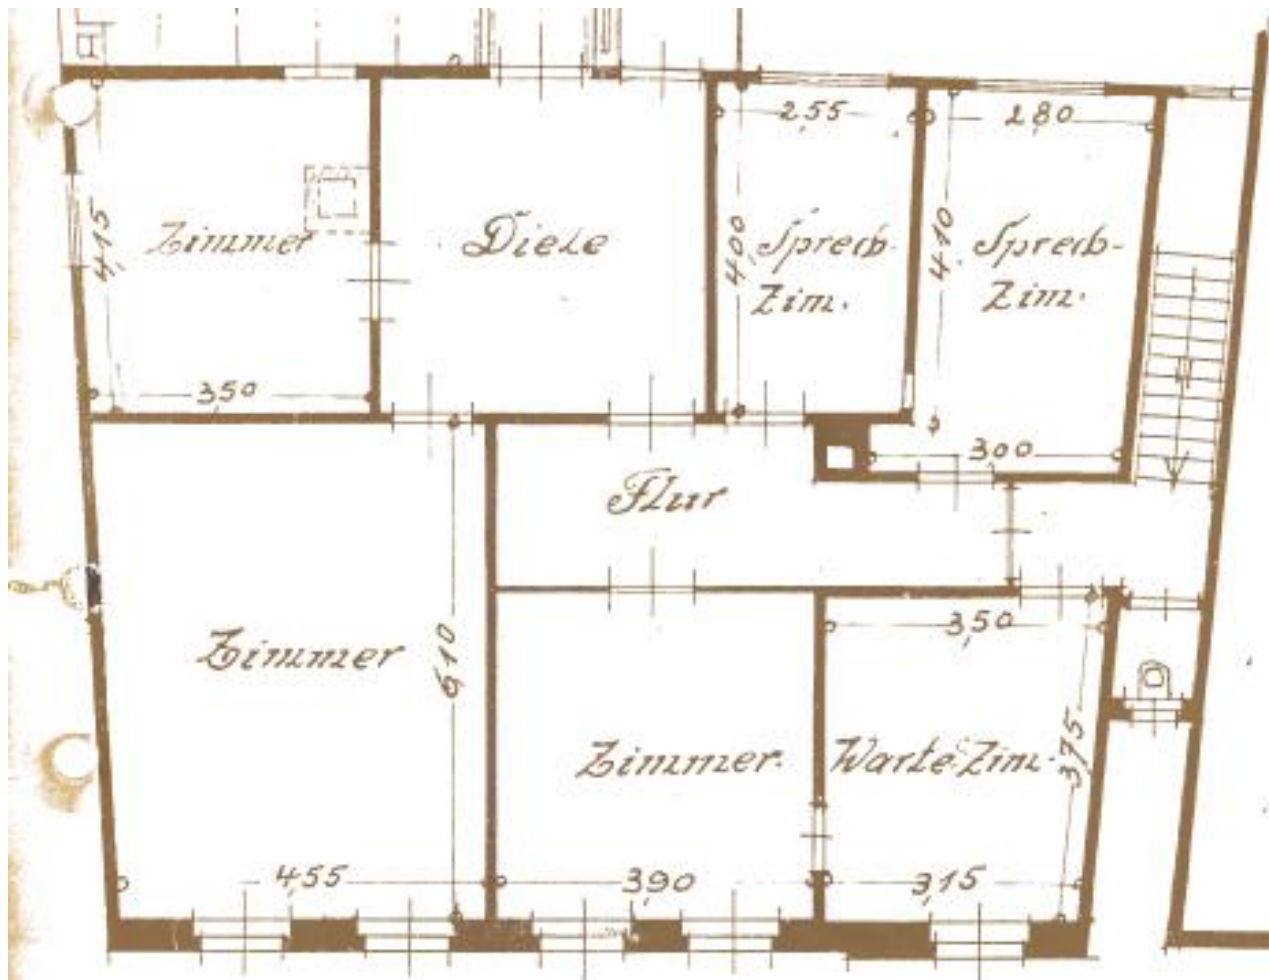 2,55
2,80
4,15
Zimmer
Dieze
4,00
Sprech-
Zim.
4,10
Sprech-
Zim.
3,50
3,00
Flur
3,50
Zimmer
6,10
Zimmer.
Warte-Zim.
3,75
4,55
3,90
3,15